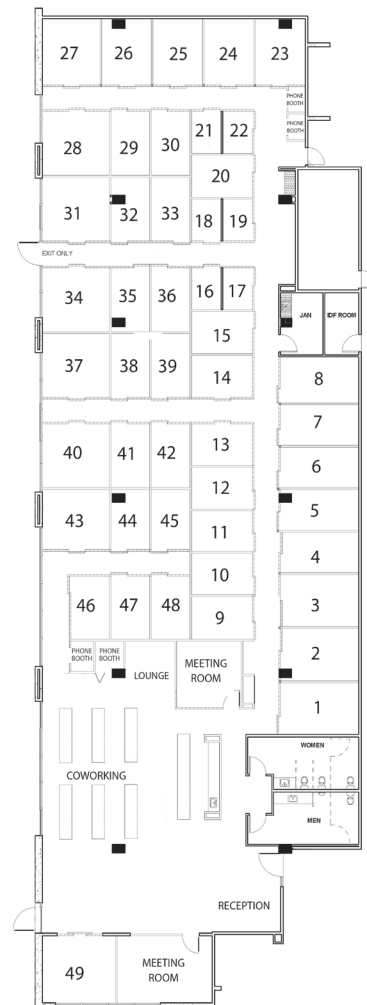 27 26 25 24 23
PHONE
BOOTH
PHONE
BOOTH
21 22
28 29 30
20
31 32 33 18 19
EXIT ONLY
34 35 36 16 17
JAN IDF ROOM
15
37 38 39 14
8
7
40 41 42 13
6
12
43 44 45 11 5
4
10
46 47 48 9
3
PHONE
BOOTH
PHONE
BOOTH
LOUNGE
MEETING
ROOM
2
1
WOMEN
COWORKING
MEN
RECEPTION
49
MEETING
ROOM